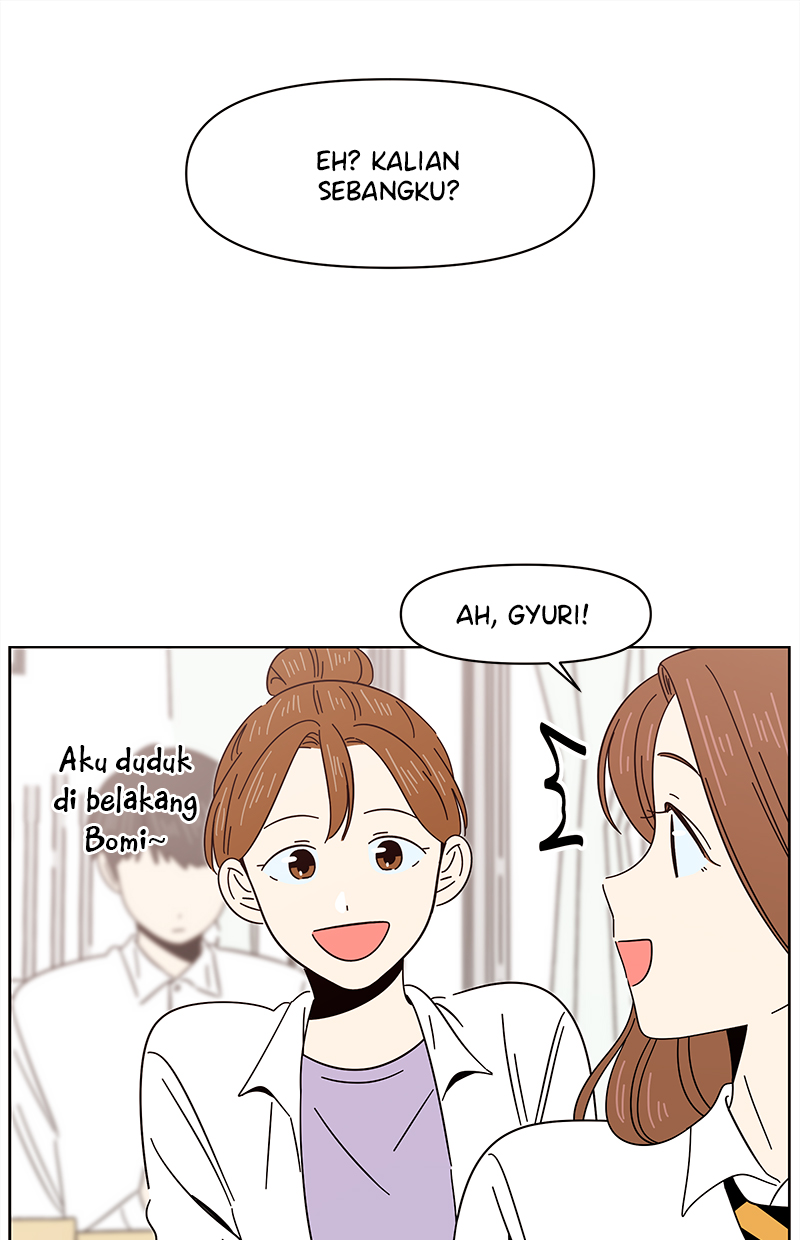 EH? KALIAN
SEBANGKU?
AH, GYURI!
Aku duduk
di belakang
Bomi~